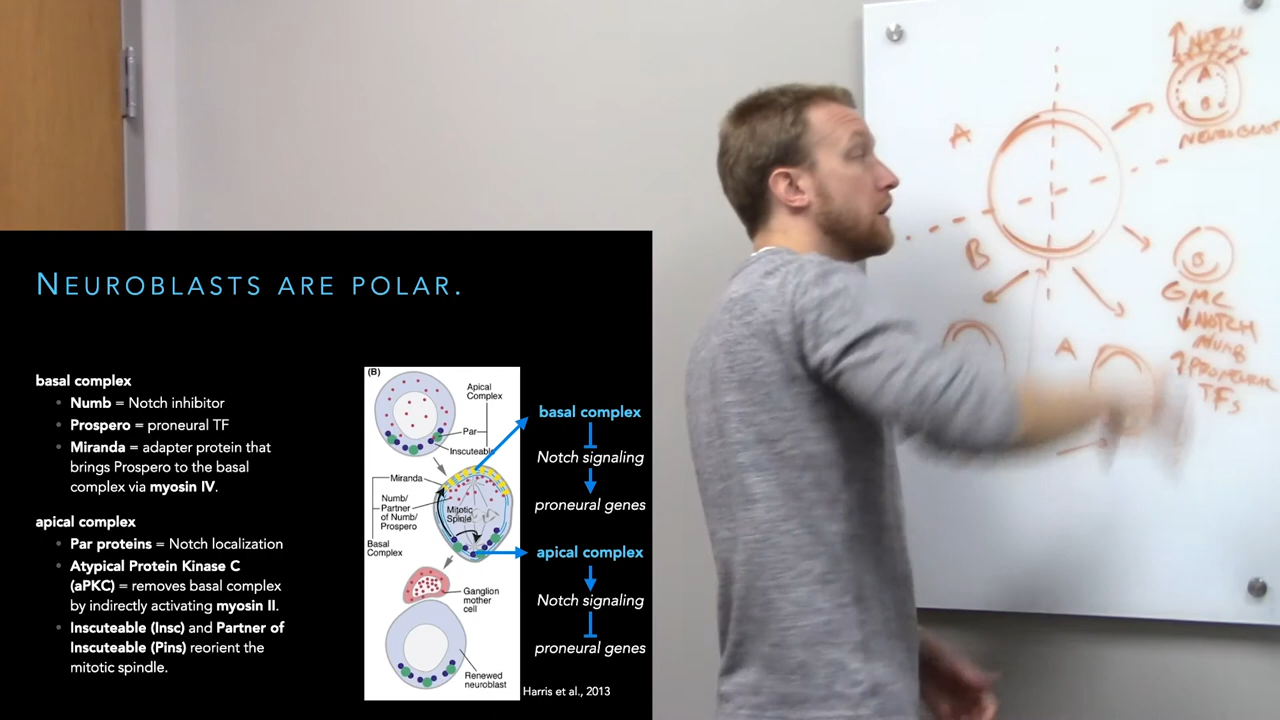 NEUROBLASTS ARE POLAR.
basal complex
Numb = Notch inhibitor
Prospero = proneural TF
Miranda = adapter protein that
brings Prospero to the basal
complex via myosin IV.
apical complex
Par proteins = Notch localization
Atypical Protein Kinase C
(aPKC) = removes basal complex
by indirectly activating myosin II.
Inscuteable (Insc) and Partner of
Inscuteable (Pins) reorient the
mitotic spindle.
(B)
Apical
Complex
Par
Inscuteable
Miranda
Numb/
Partner
of Numb/
Prospero
Mitotic
Spindle
Basal
Complex
Ganglion
mother
cell
Renewed
neuroblast
basal complex
Notch signaling
proneural genes
apical complex
Notch signaling
proneural genes
Harris et al., 2013
A
B
↑ NOTCH
A
B
NEUROBLAST
B
GMC
↓ NOTCH
NUMB
↑ PRONEURAL
TFs
A